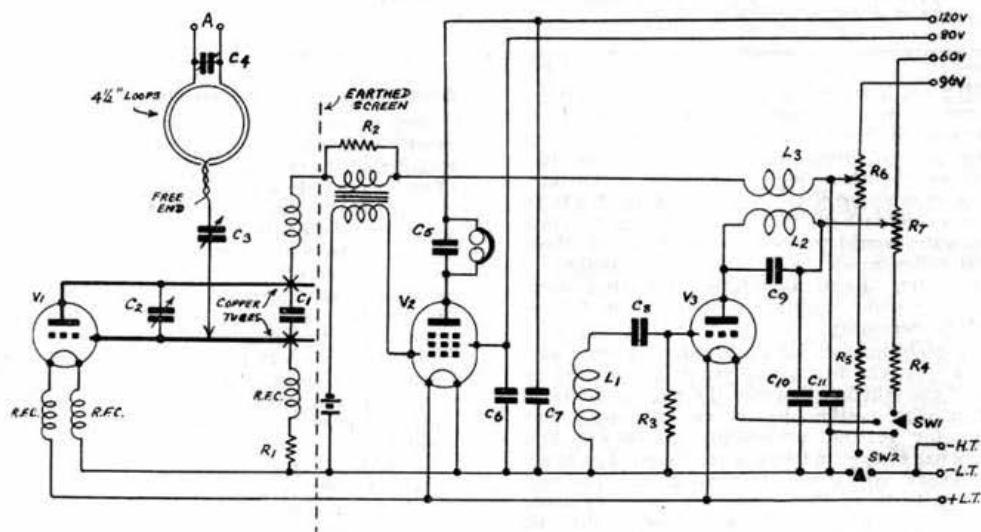 A
C4
4¼" LOOPS
FREE
END
C3
EARTHED
SCREEN
R2
120V
80V
60V
96V
L3
L2
R6
R7
C5
V1
C2
COPPER
TUBES
C1
V2
C9
V3
C8
L1
R3
R.F.C.
R.F.C.
R.F.C.
R1
C6
C7
C10
C11
R5
R4
SW1
SW2
-H.T.
-L.T.
+L.T.